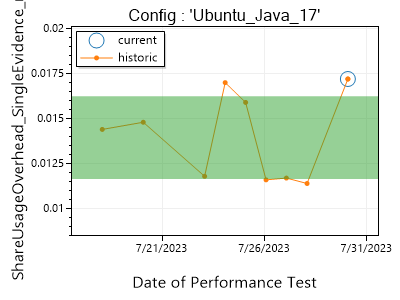 Config : 'Ubuntu_Java_17'
current
historic
0.02
0.0175
0.015
0.0125
0.01
ShareUsageOverhead_SingleEvidence_
7/21/2023
7/26/2023
7/31/2023
Date of Performance Test